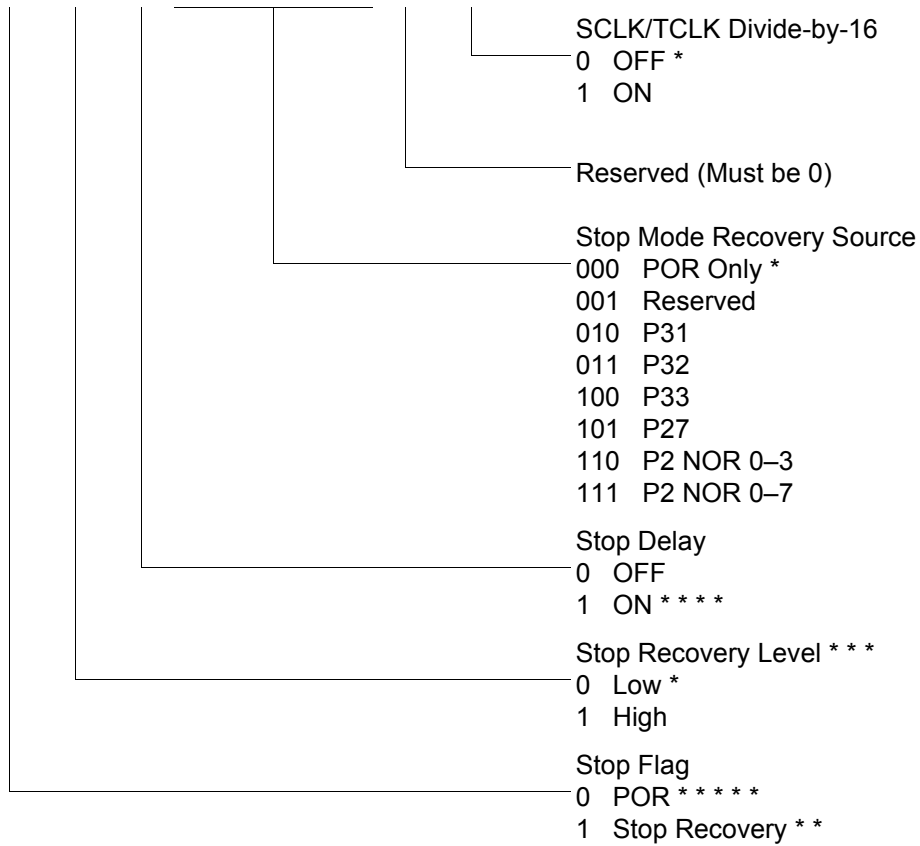 SCLK/TCLK Divide-by-16
0 OFF *
1 ON
Reserved (Must be 0)
Stop Mode Recovery Source
000 POR Only *
001 Reserved
010 P31
011 P32
100 P33
101 P27
110 P2 NOR 0–3
111 P2 NOR 0–7
Stop Delay
0 OFF
1 ON * * * *
Stop Recovery Level * * *
0 Low *
1 High
Stop Flag
0 POR * * * * *
1 Stop Recovery * *